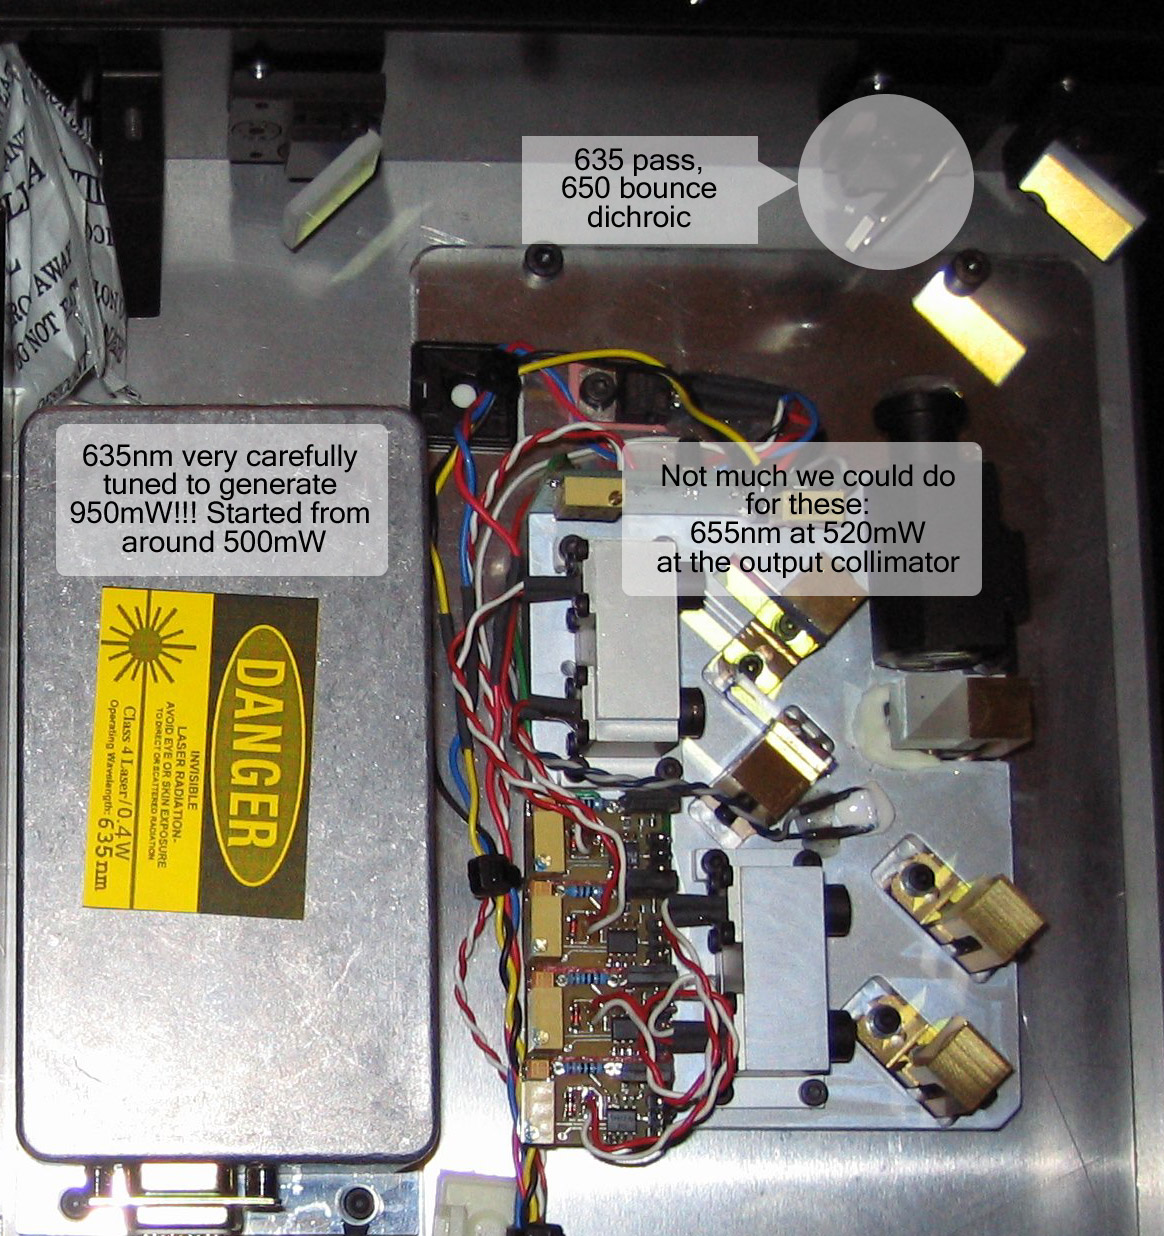 635 pass,
650 bounce
dichroic
635nm very carefully
tuned to generate
950mW!!! Started from
around 500mW
Not much we could do
for these:
655nm at 520mW
at the output collimator
DANGER
INVISIBLE
LASER RADIATION-
AVOID EYE OR SKIN EXPOSURE
TO DIRECT OR SCATTERED RADIATION
Class 4 Laser/0.4W
Operating Wavelength: 635nm
AWAY
NOT